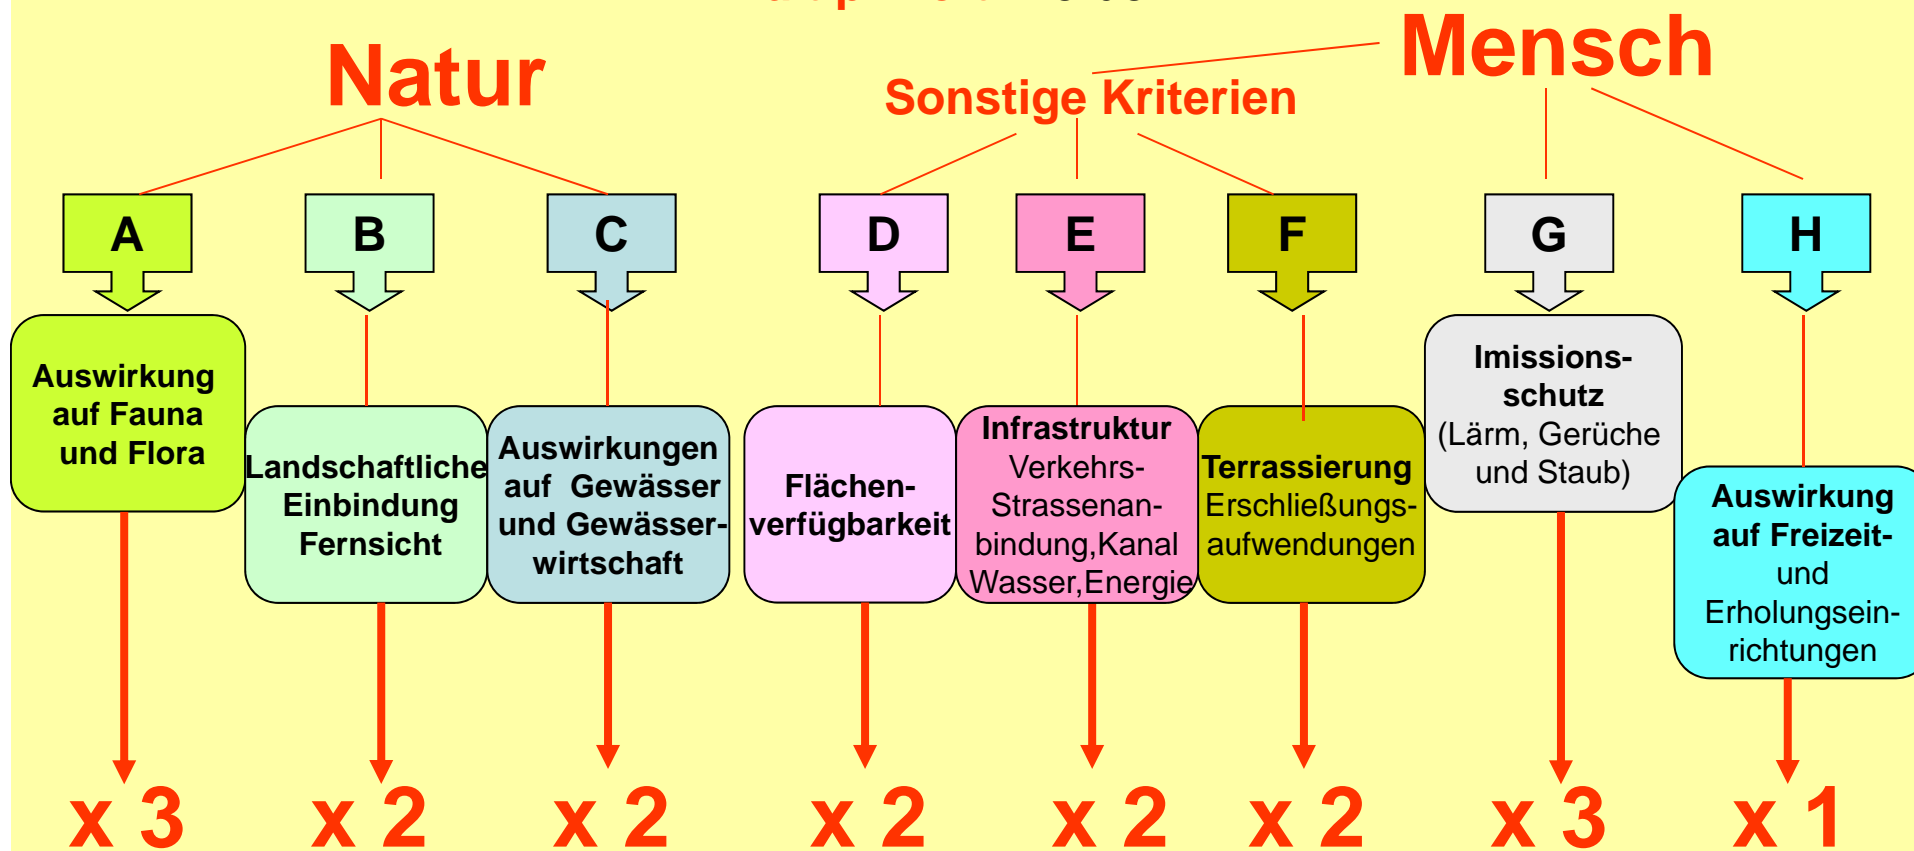 Natur
Mensch
Sonstige Kriterien
A
B
C
D
E
F
G
H
Auswirkung
auf Fauna
und Flora
Landschaftliche
Einbindung
Fernsicht
Auswirkungen
auf Gewässer
und Gewässer-
wirtschaft
Flächen-
verfügbarkeit
Infrastruktur
Verkehrs-
Strassenan-
bindung,Kanal
Wasser,Energie
Terrassierung
Erschließungs-
aufwendungen
Imissions-
schutz
(Lärm, Gerüche
und Staub)
Auswirkung
auf Freizeit-
und
Erholungsein-
richtungen
x 3
x 2
x 2
x 2
x 2
x 2
x 3
x 1